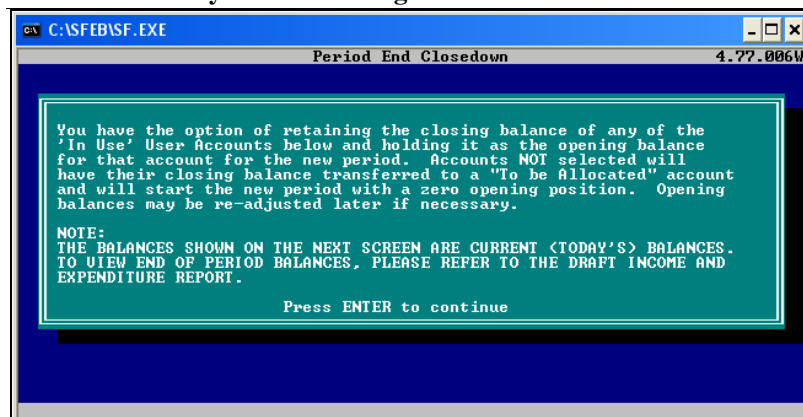 C:\SFEB\SF.EXE
Period End Closedown 4.77.006W
You have the option of retaining the closing balance of any of the
'In Use' User Accounts below and holding it as the opening balance
for that account for the new period. Accounts NOT selected will
have their closing balance transferred to a "To be Allocated" account
and will start the new period with a zero opening position. Opening
balances may be re-adjusted later if necessary.
NOTE:
THE BALANCES SHOWN ON THE NEXT SCREEN ARE CURRENT (TODAY'S) BALANCES.
TO VIEW END OF PERIOD BALANCES, PLEASE REFER TO THE DRAFT INCOME AND
EXPENDITURE REPORT.
Press ENTER to continue